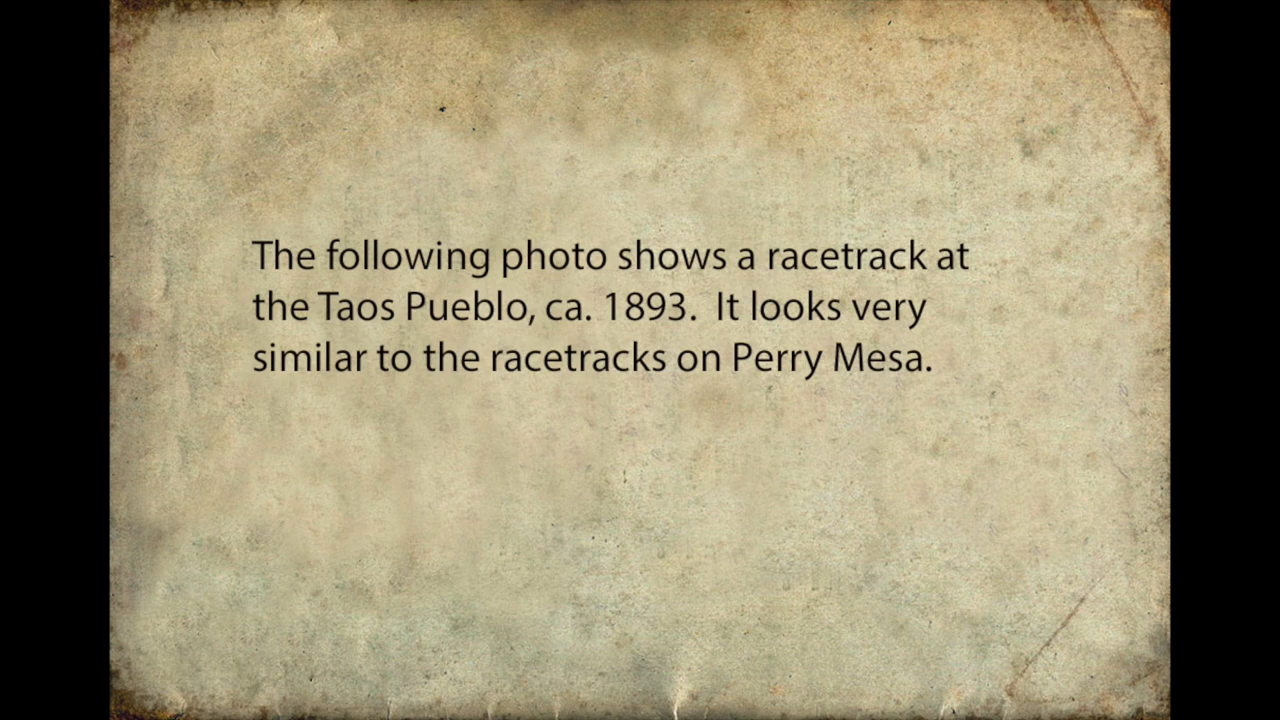 The following photo shows a racetrack at
the Taos Pueblo, ca. 1893.  It looks very
similar to the racetracks on Perry Mesa.